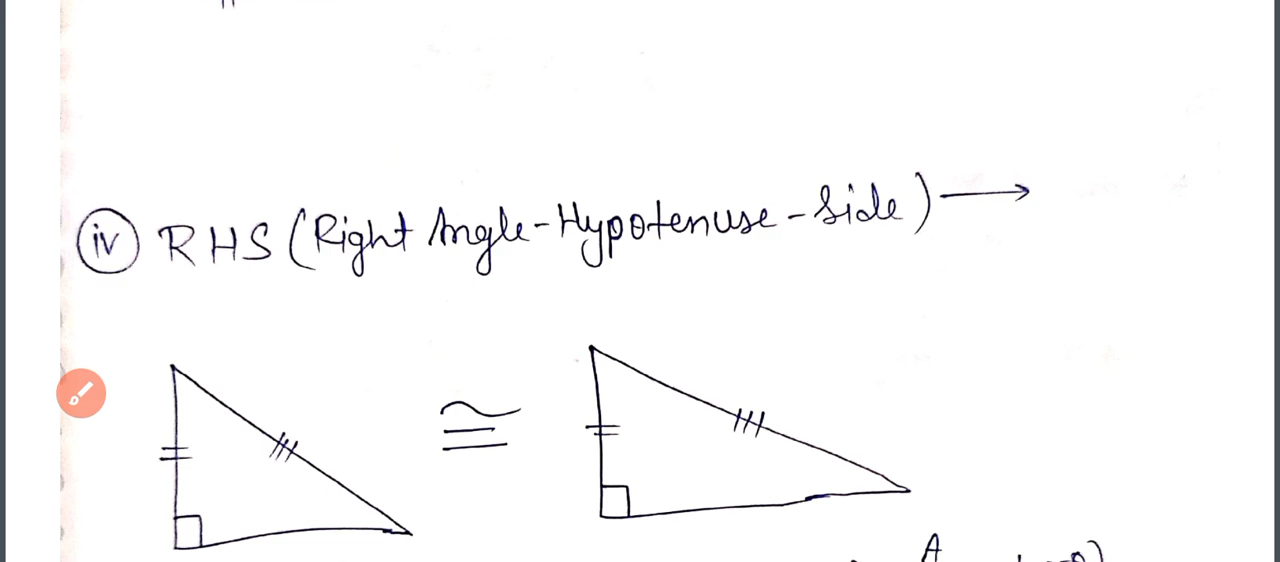 (iv) RHS (Right Angle-Hypotenuse-Side) →
≅
A